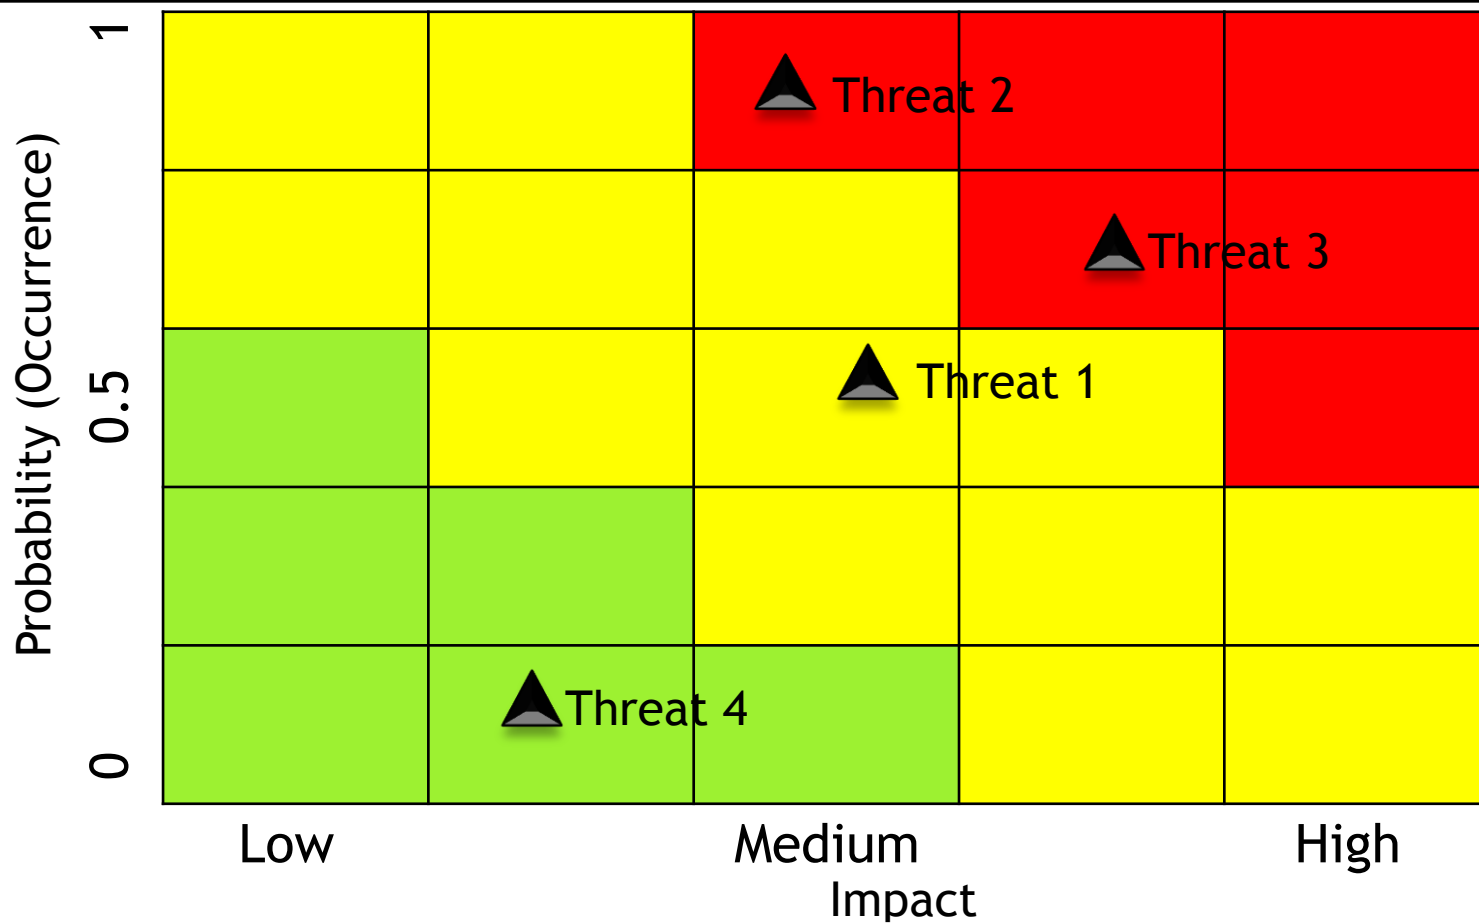 1
Threat 2
Probability (Occurrence)
Threat 3
0.5
Threat 1
Threat 4
0
Low
Medium
High
Impact